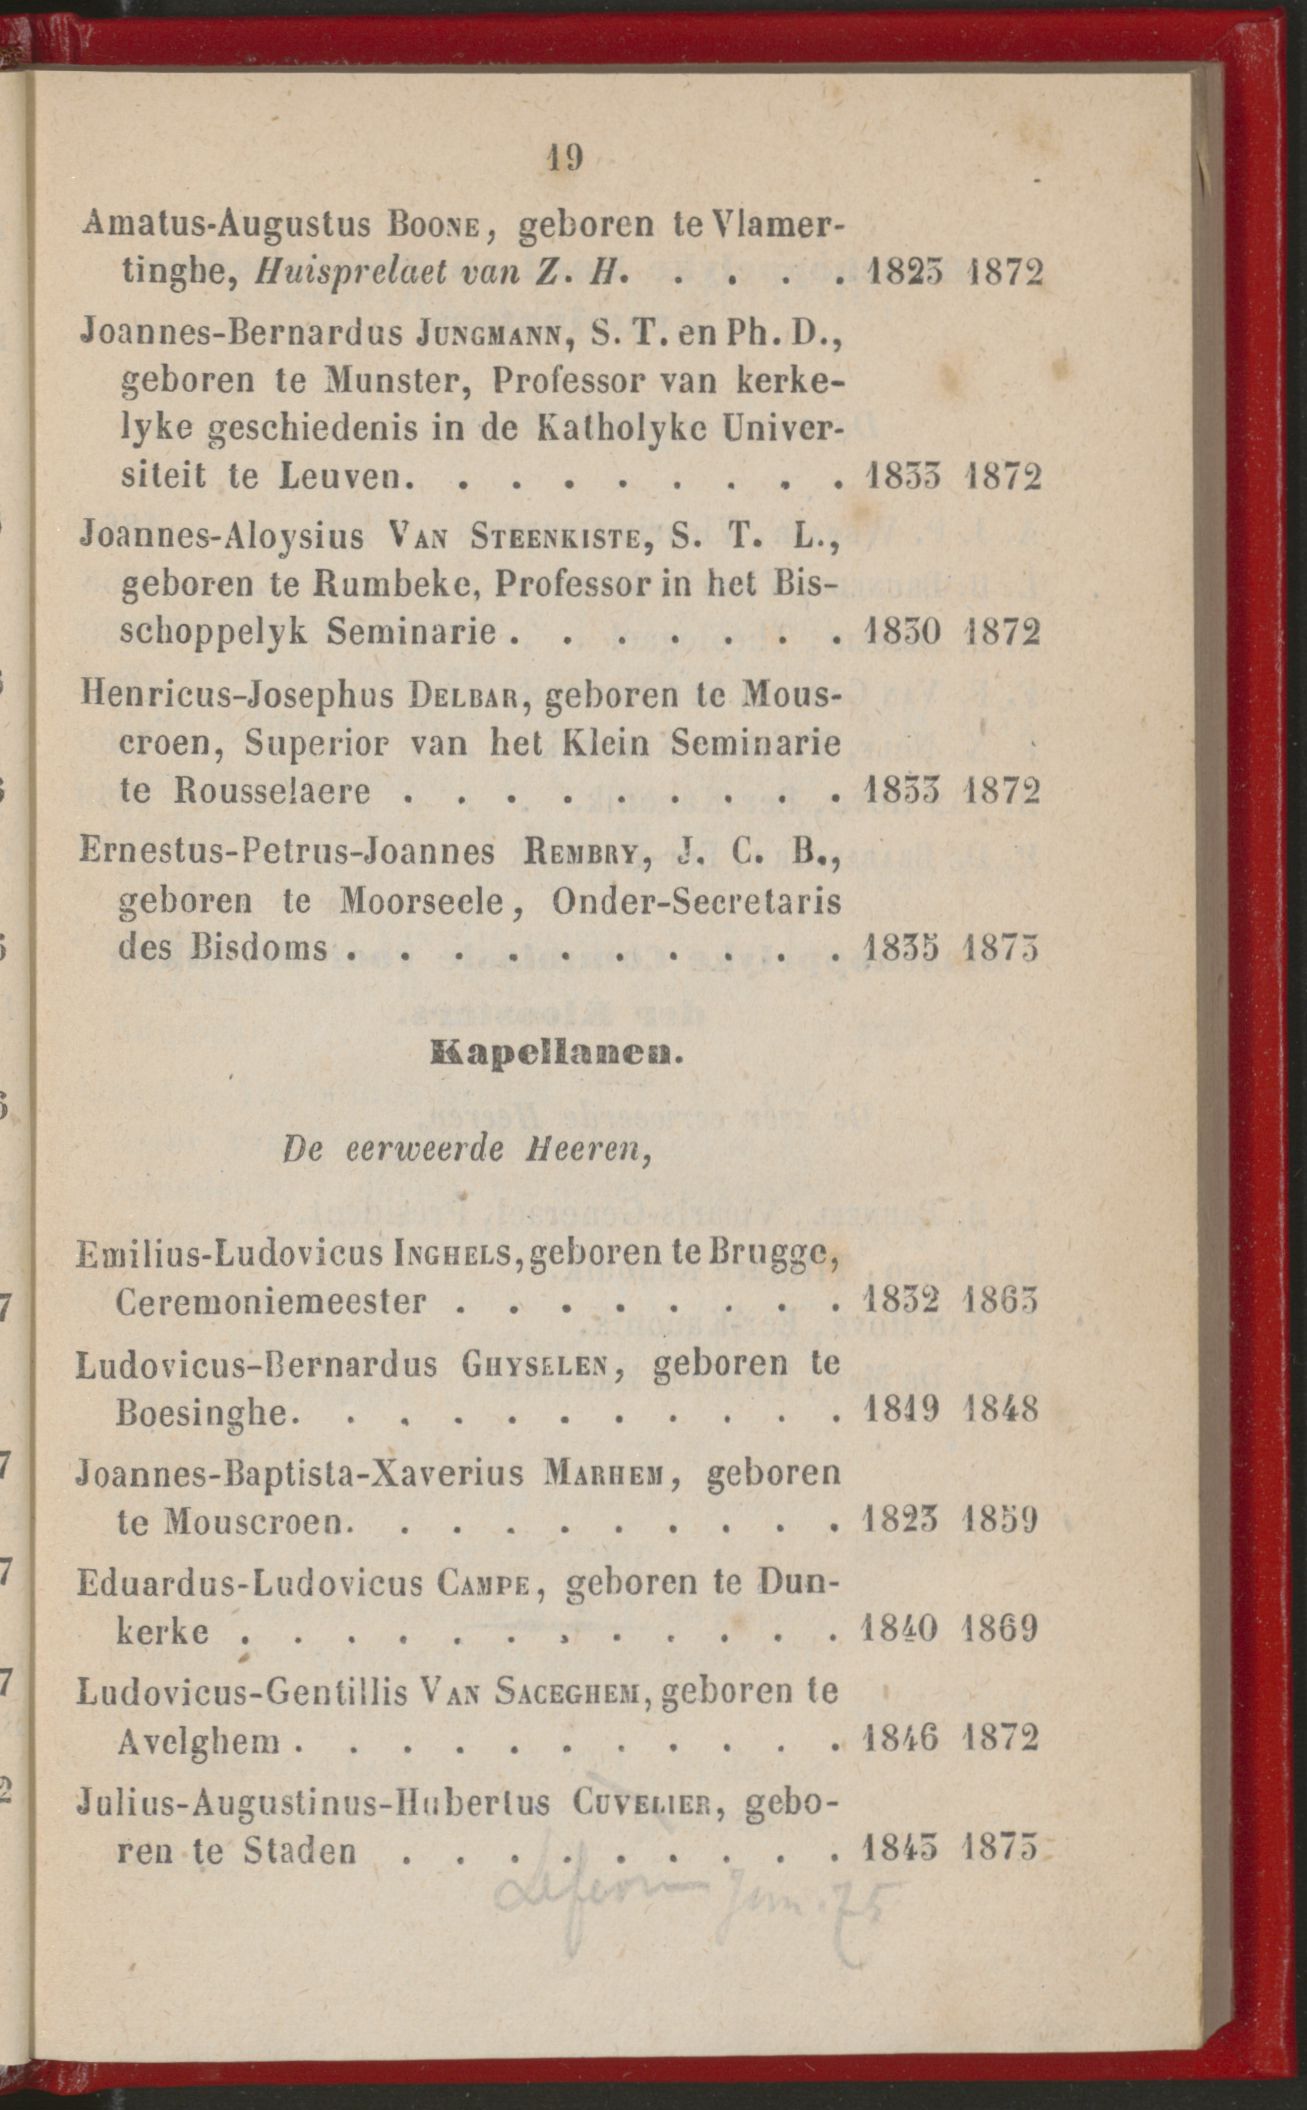 19
Amatus-Augustus Boone, geboren te Vlamer-
tinghe, Huisprelaet van Z. H. . . . . 1823 1872
Joannes-Bernardus Jungmann, S. T. en Ph. D.,
geboren te Munster, Professor van kerke-
lyke geschiedenis in de Katholyke Univer-
siteit te Leuven. . . . . . . . . 1833 1872
Joannes-Aloysius Van Steenkiste, S. T. L.,
geboren te Rumbeke, Professor in het Bis-
schoppelyk Seminarie . . . . . . . 1830 1872
Henricus-Josephus Delbar, geboren te Mous-
croen, Superior van het Klein Seminarie
te Rousselaere . . . . . . . . . 1833 1872
Ernestus-Petrus-Joannes Rembry, J. C. B.,
geboren te Moorseele, Onder-Secretaris
des Bisdoms . . . . . . . . . . 1835 1873
Kapellanen.
De eerweerde Heeren,
Emilius-Ludovicus Inghels, geboren te Brugge,
Ceremoniemeester . . . . . . . . 1832 1863
Ludovicus-Bernardus Ghyselen, geboren te
Boesinghe. . . . . . . . . . . 1819 1848
Joannes-Baptista-Xaverius Marhem, geboren
te Mouscroen. . . . . . . . . . 1823 1859
Eduardus-Ludovicus Campe, geboren te Dun-
kerke . . . . . . . . . . . . 1840 1869
Ludovicus-Gentillis Van Saceghem, geboren te
Avelghem . . . . . . . . . . . 1846 1872
Julius-Augustinus-Hubertus Cuvelier, gebo-
ren te Staden . . . . . . . . . 1843 1873
75